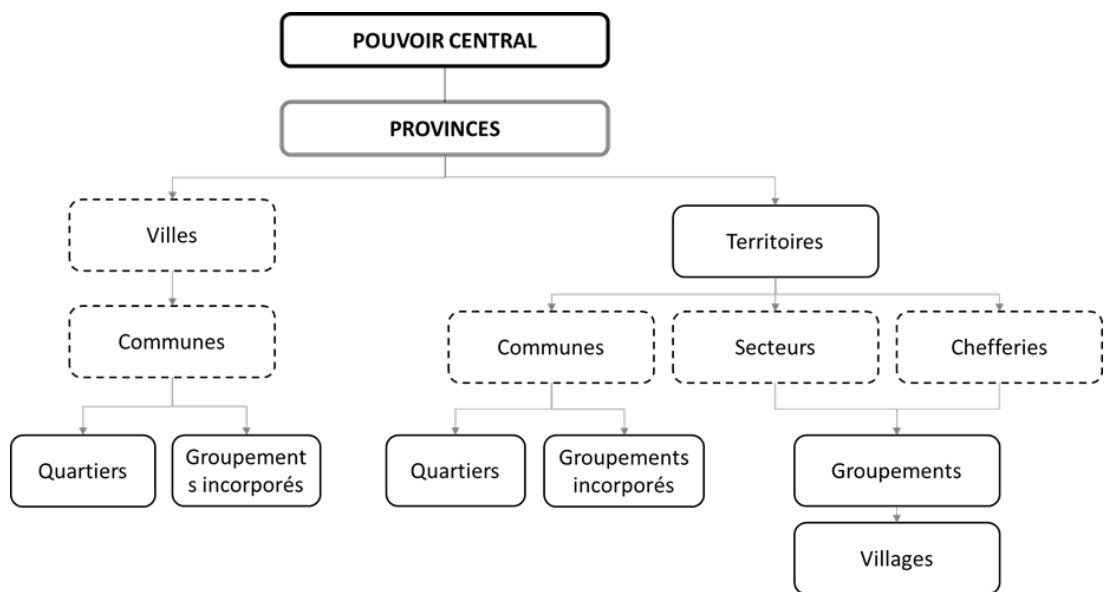 POUVOIR CENTRAL
PROVINCES
Villes
Territoires
Communes
Communes
Secteurs
Chefferies
Quartiers
Groupement
s incorporés
Quartiers
Groupements
incorporés
Groupements
Villages